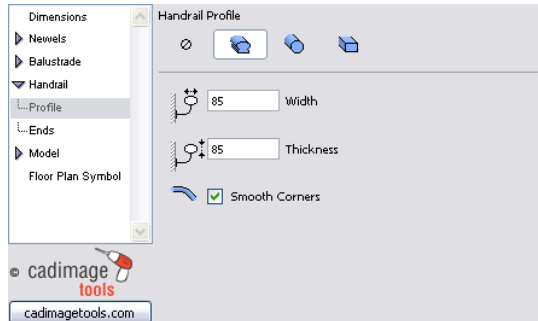 Dimensions
Newels
Balustrade
Handrail
Profile
Ends
Model
Floor Plan Symbol
© cadimage
tools
cadimagetools.com
Handrail Profile
85 Width
85 Thickness
Smooth Corners